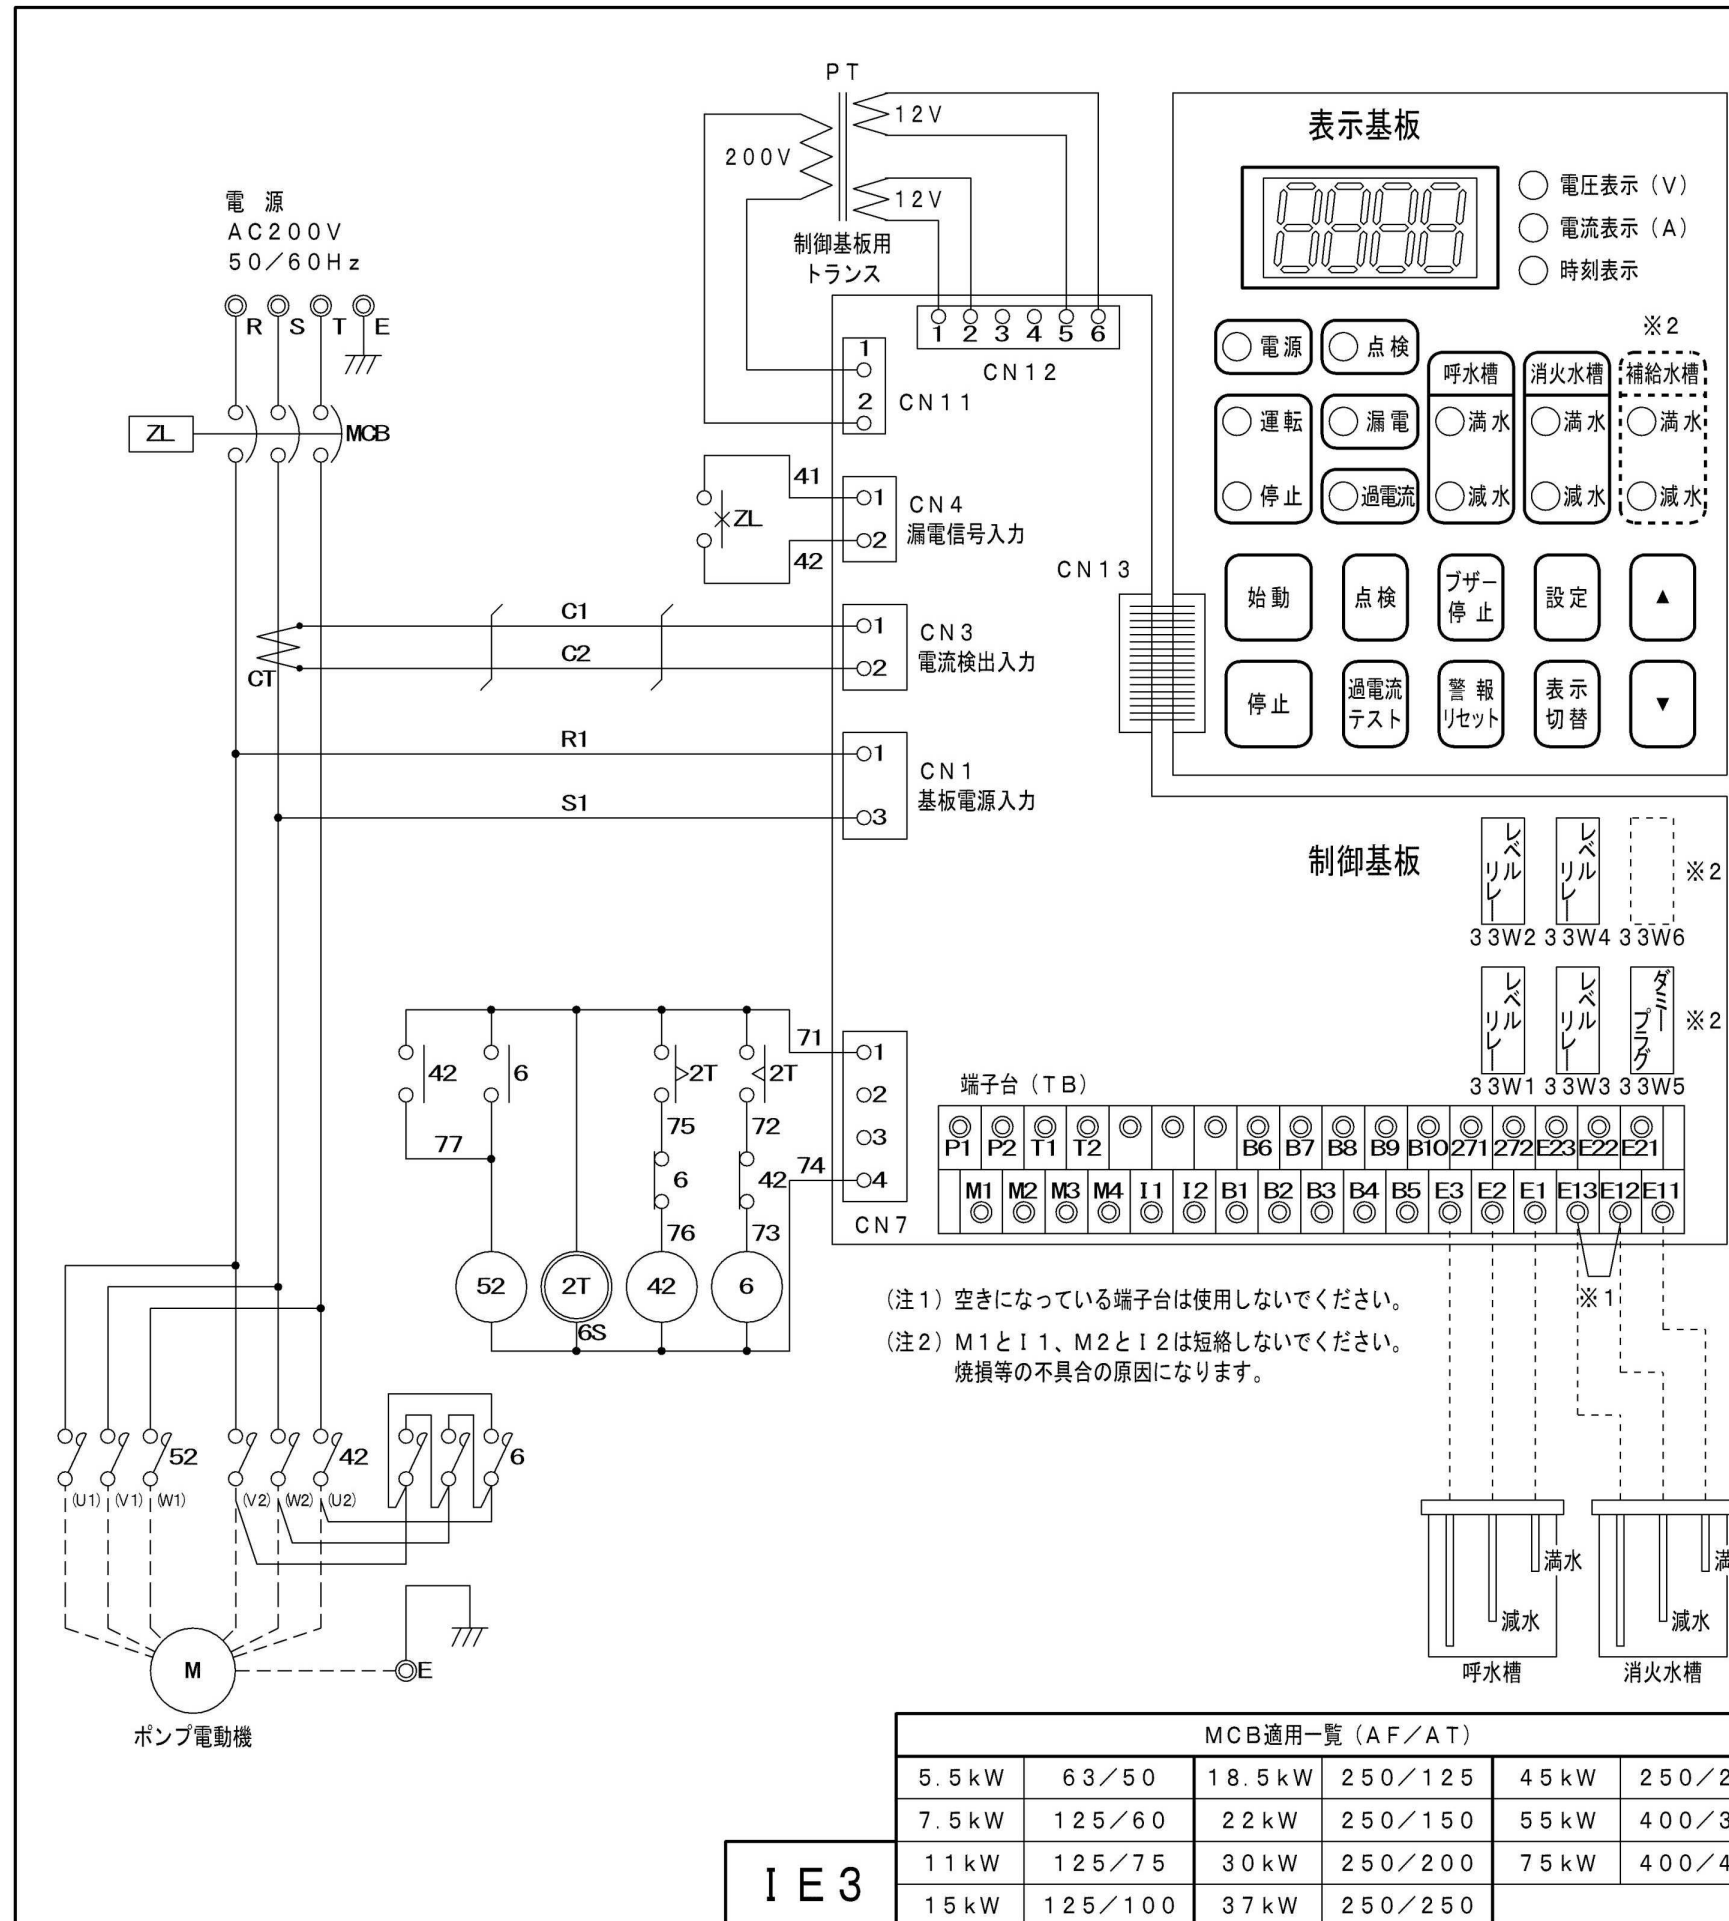 PT
12V
200V
12V
制御基板用
トランス
電 源
AC200V
50/60Hz
R S T E
ZL
MCB
1 2 3 4 5 6
CN12
1
2
CN11
41
ZL
42
1
2
CN4
漏電信号入力
C1
C2
CT
1
2
CN3
電流検出入力
R1
S1
1
3
CN1
基板電源入力
CN13
表示基板
8888
電圧表示(V)
電流表示(A)
時刻表示
※2
電源
点検
呼水槽
消火水槽
補給水槽
運転
漏電
満水
満水
満水
停止
過電流
減水
減水
減水
始動
点検
ブザー
停止
設定
▲
停止
過電流
テスト
警報
リセット
表示
切替
▼
制御基板
レベルリレー
レベルリレー
※2
33W2 33W4 33W6
レベルリレー
レベルリレー
ダミープラグ
※2
33W1 33W3 33W5
71
42
6
2T
2T
77
75
72
6
42
74
76
73
1
2
3
4
CN7
52
2T
42
6
6S
端子台(TB)
P1 P2 T1 T2 B6 B7 B8 B9 B10 271 272 E23 E22 E21
M1 M2 M3 M4 I1 I2 B1 B2 B3 B4 B5 E3 E2 E1 E13 E12 E11
※1
(注1)空きになっている端子台は使用しないでください。
(注2)M1とI1、M2とI2は短絡しないでください。
焼損等の不具合の原因になります。
52
42
6
(U1) (V1) (W1) (V2) (W2) (U2)
M
E
ポンプ電動機
満水
減水
呼水槽
満
減水
消火水槽
MCB適用一覧(AF/AT)
5.5kW 63/50 18.5kW 250/125 45kW 250/2
7.5kW 125/60 22kW 250/150 55kW 400/3
11kW 125/75 30kW 250/200 75kW 400/4
15kW 125/100 37kW 250/250
IE3